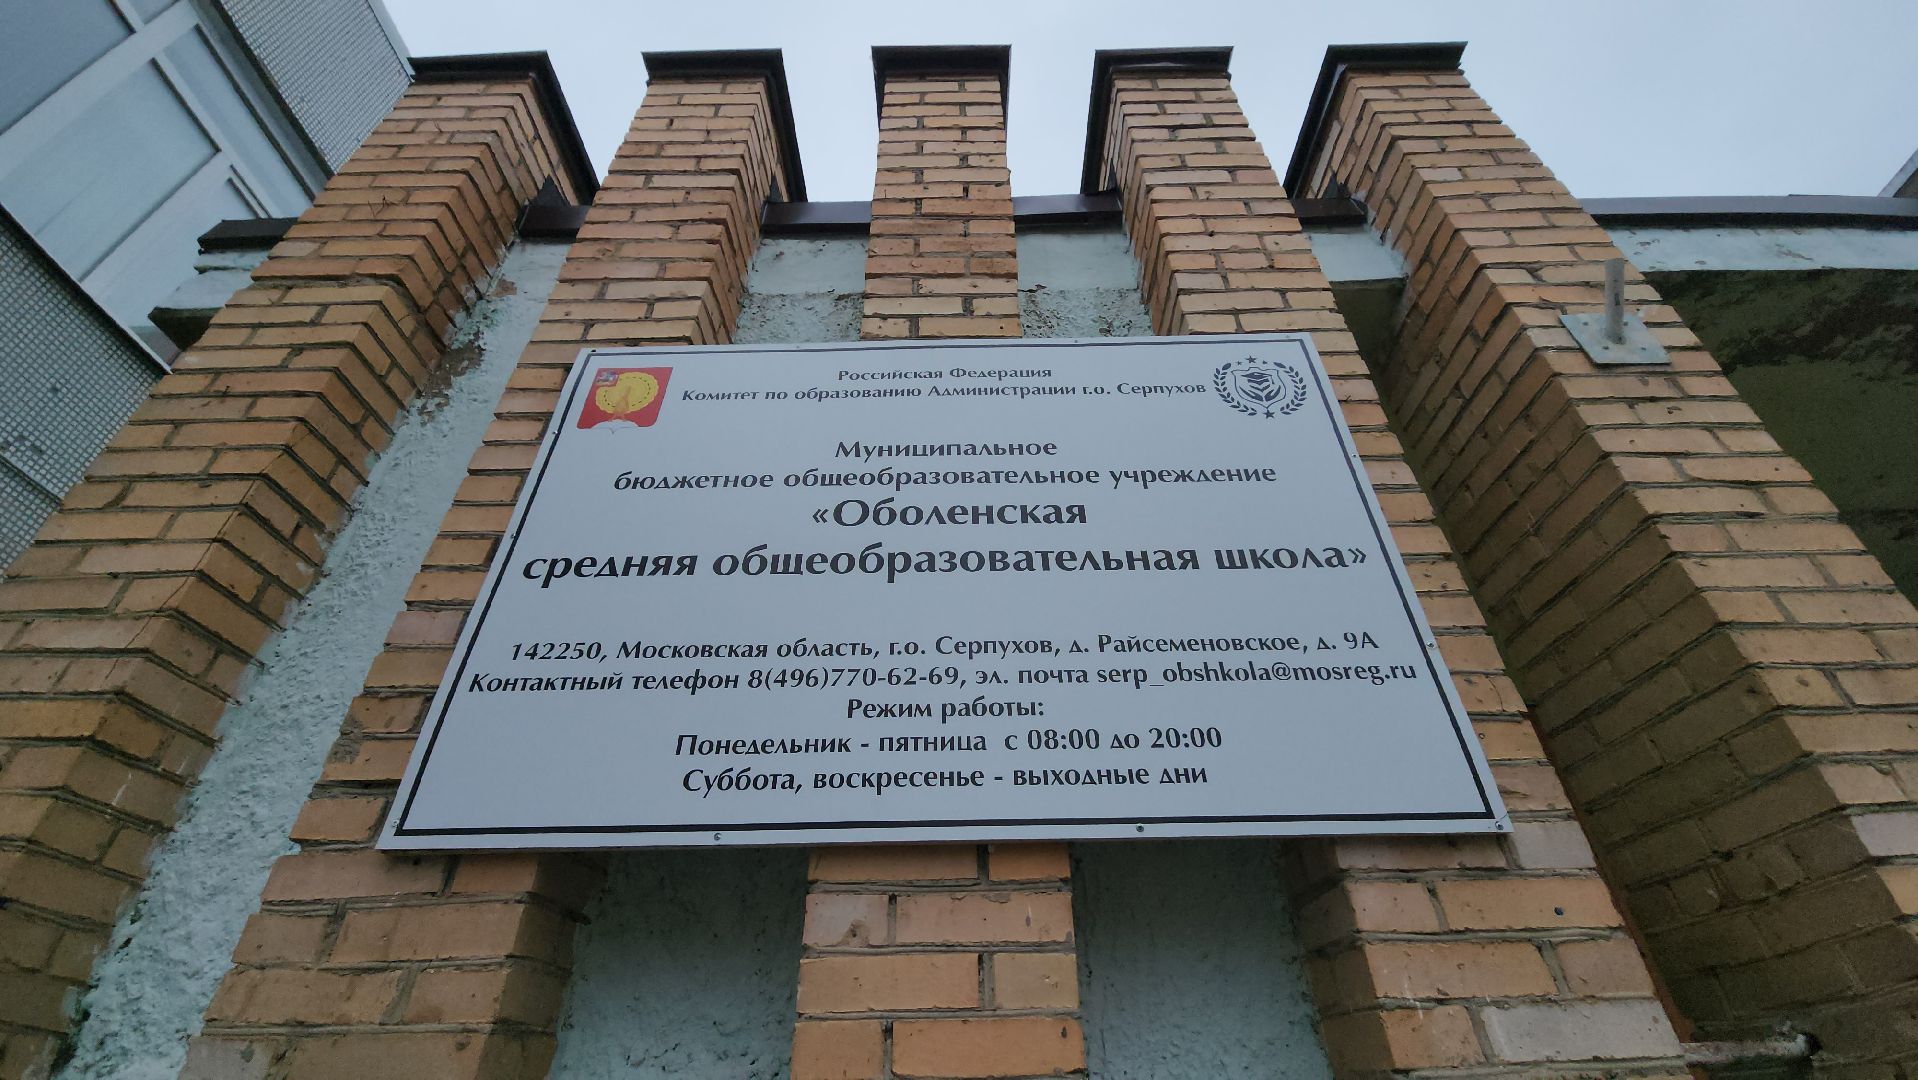 Российская Федерация
Комитет по образованию Администрации г.о. Серпухов
Муниципальное
бюджетное общеобразовательное учреждение
«Оболенская
средняя общеобразовательная школа»
142250, Московская область, г.о. Серпухов, д. Райсеменовское, д. 9А
Контактный телефон 8(496)770-62-69, эл. почта serp_obshkola@mosreg.ru
Режим работы:
Понедельник - пятница с 08:00 до 20:00
Суббота, воскресенье - выходные дни